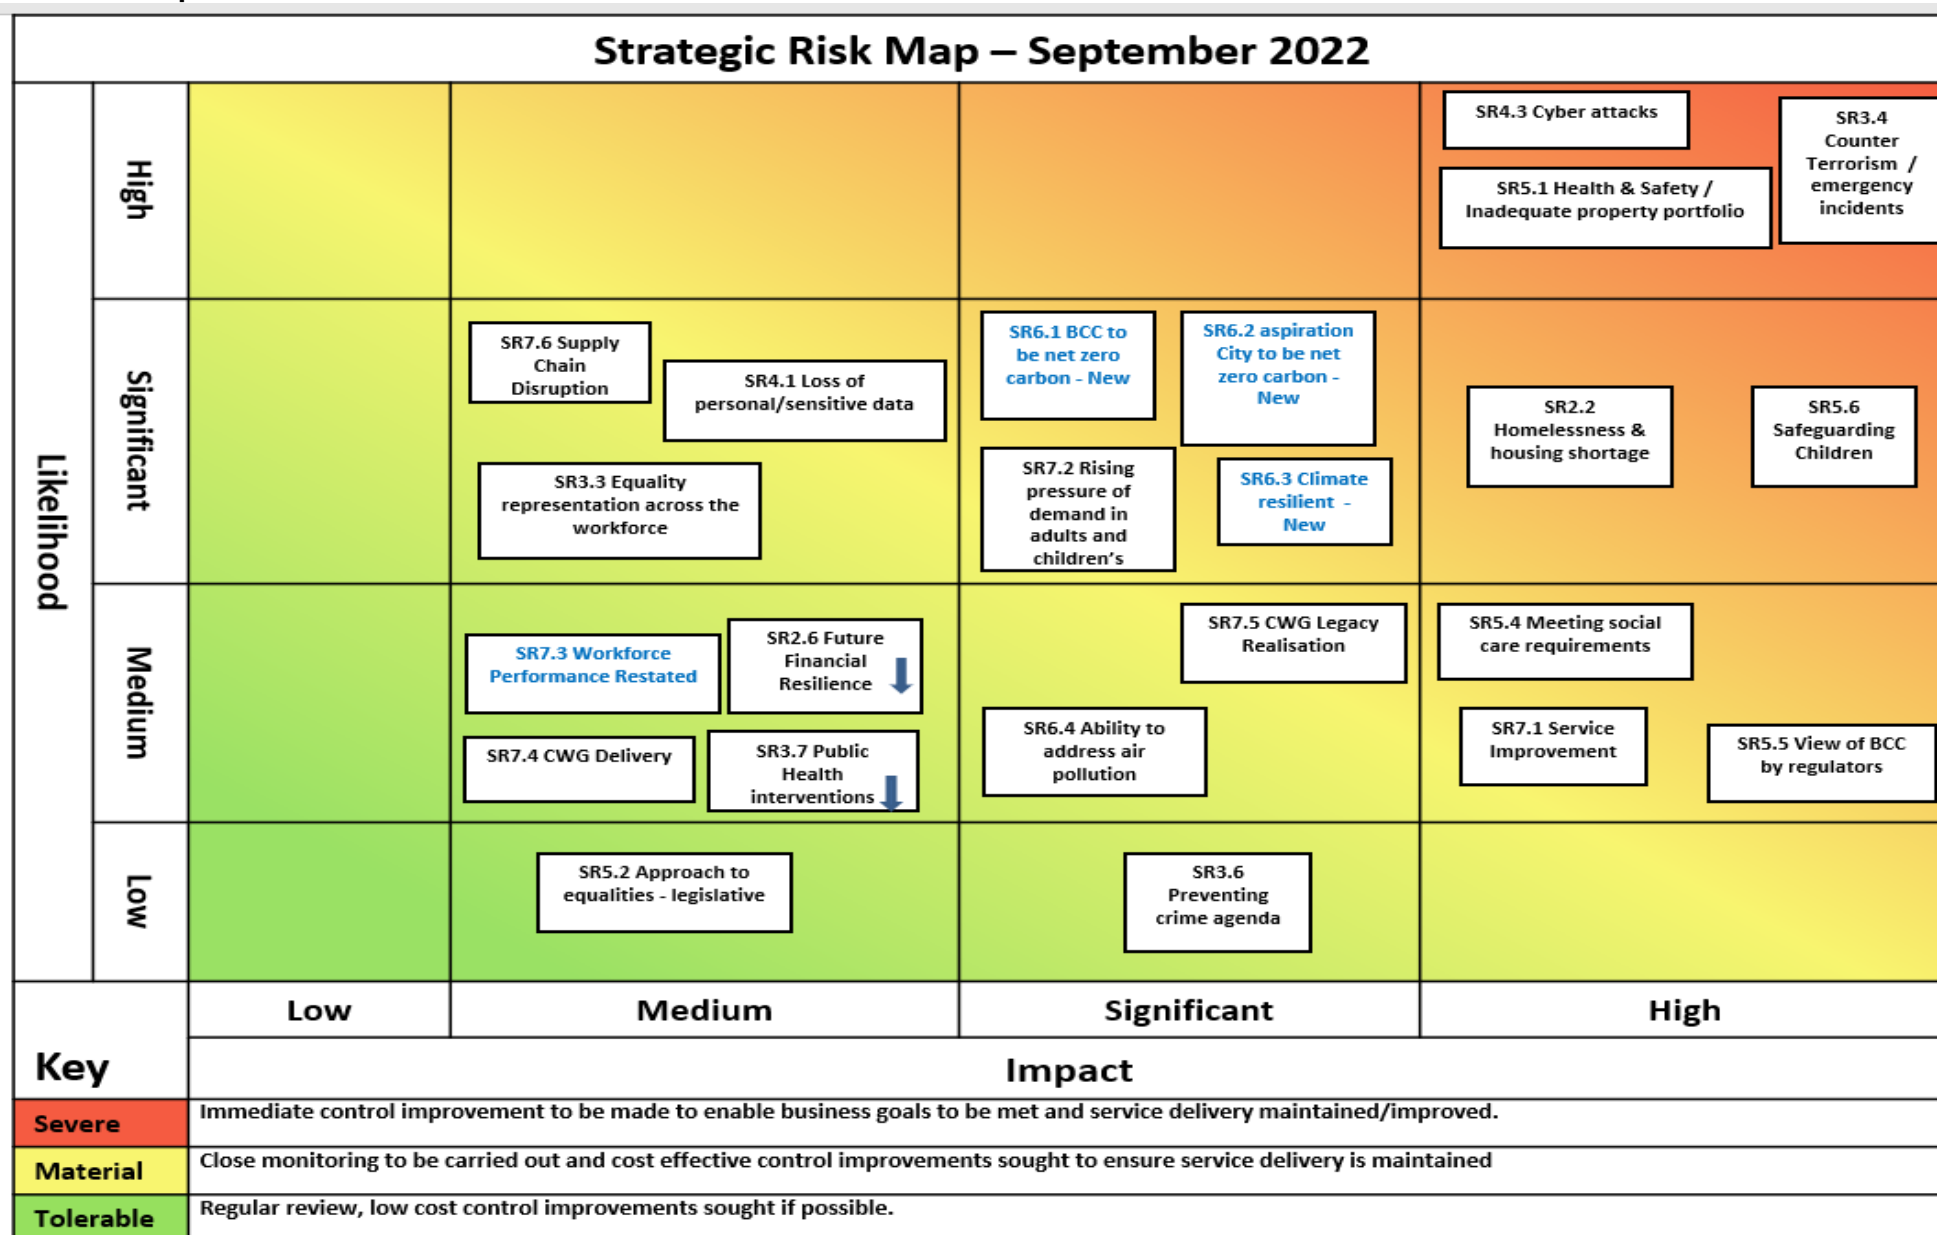 Strategic Risk Map – September 2022
Likelihood
High
SR4.3 Cyber attacks
SR5.1 Health & Safety /
Inadequate property portfolio
SR3.4
Counter
Terrorism /
emergency
incidents
Significant
SR7.6 Supply
Chain
Disruption
SR4.1 Loss of
personal/sensitive data
SR3.3 Equality
representation across the
workforce
SR6.1 BCC to
be net zero
carbon - New
SR6.2 aspiration
City to be net
zero carbon -
New
SR7.2 Rising
pressure of
demand in
adults and
children's
SR6.3 Climate
resilient -
New
SR2.2
Homelessness &
housing shortage
SR5.6
Safeguarding
Children
Medium
SR7.3 Workforce
Performance Restated
SR2.6 Future
Financial
Resilience
SR7.4 CWG Delivery
SR3.7 Public
Health
interventions
SR7.5 CWG Legacy
Realisation
SR6.4 Ability to
address air
pollution
SR5.4 Meeting social
care requirements
SR7.1 Service
Improvement
SR5.5 View of BCC
by regulators
Low
SR5.2 Approach to
equalities - legislative
SR3.6
Preventing
crime agenda
Low
Medium
Significant
High
Key
Impact
Severe
Immediate control improvement to be made to enable business goals to be met and service delivery maintained/improved.
Material
Close monitoring to be carried out and cost effective control improvements sought to ensure service delivery is maintained
Tolerable
Regular review, low cost control improvements sought if possible.